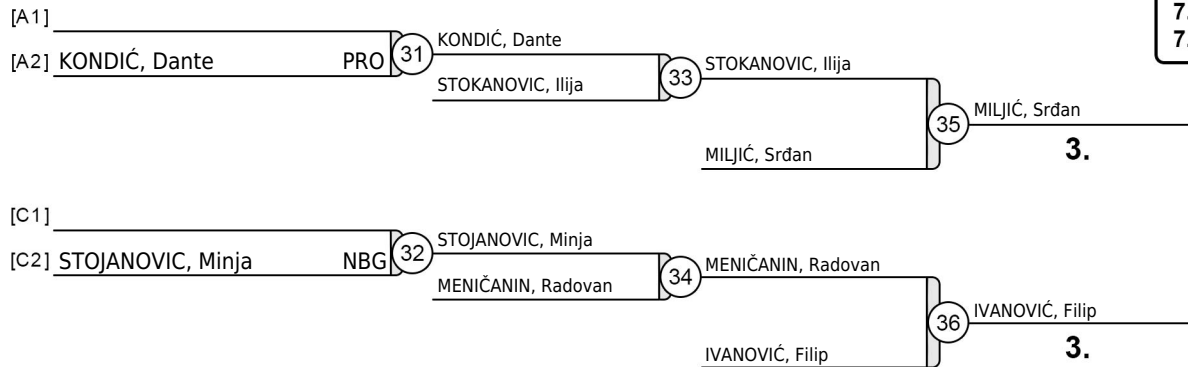 [A1]
7.
7.
[A2] KONDIĆ, Dante PRO 31
KONDIĆ, Dante
STOKANOVIC, Ilija
33
STOKANOVIC, Ilija
MILJIĆ, Srđan
35
MILJIĆ, Srđan
3.
[C1]
[C2] STOJANOVIC, Minja NBG 32
STOJANOVIC, Minja
MENIČANIN, Radovan
34
MENIČANIN, Radovan
IVANOVIĆ, Filip
36
IVANOVIĆ, Filip
3.